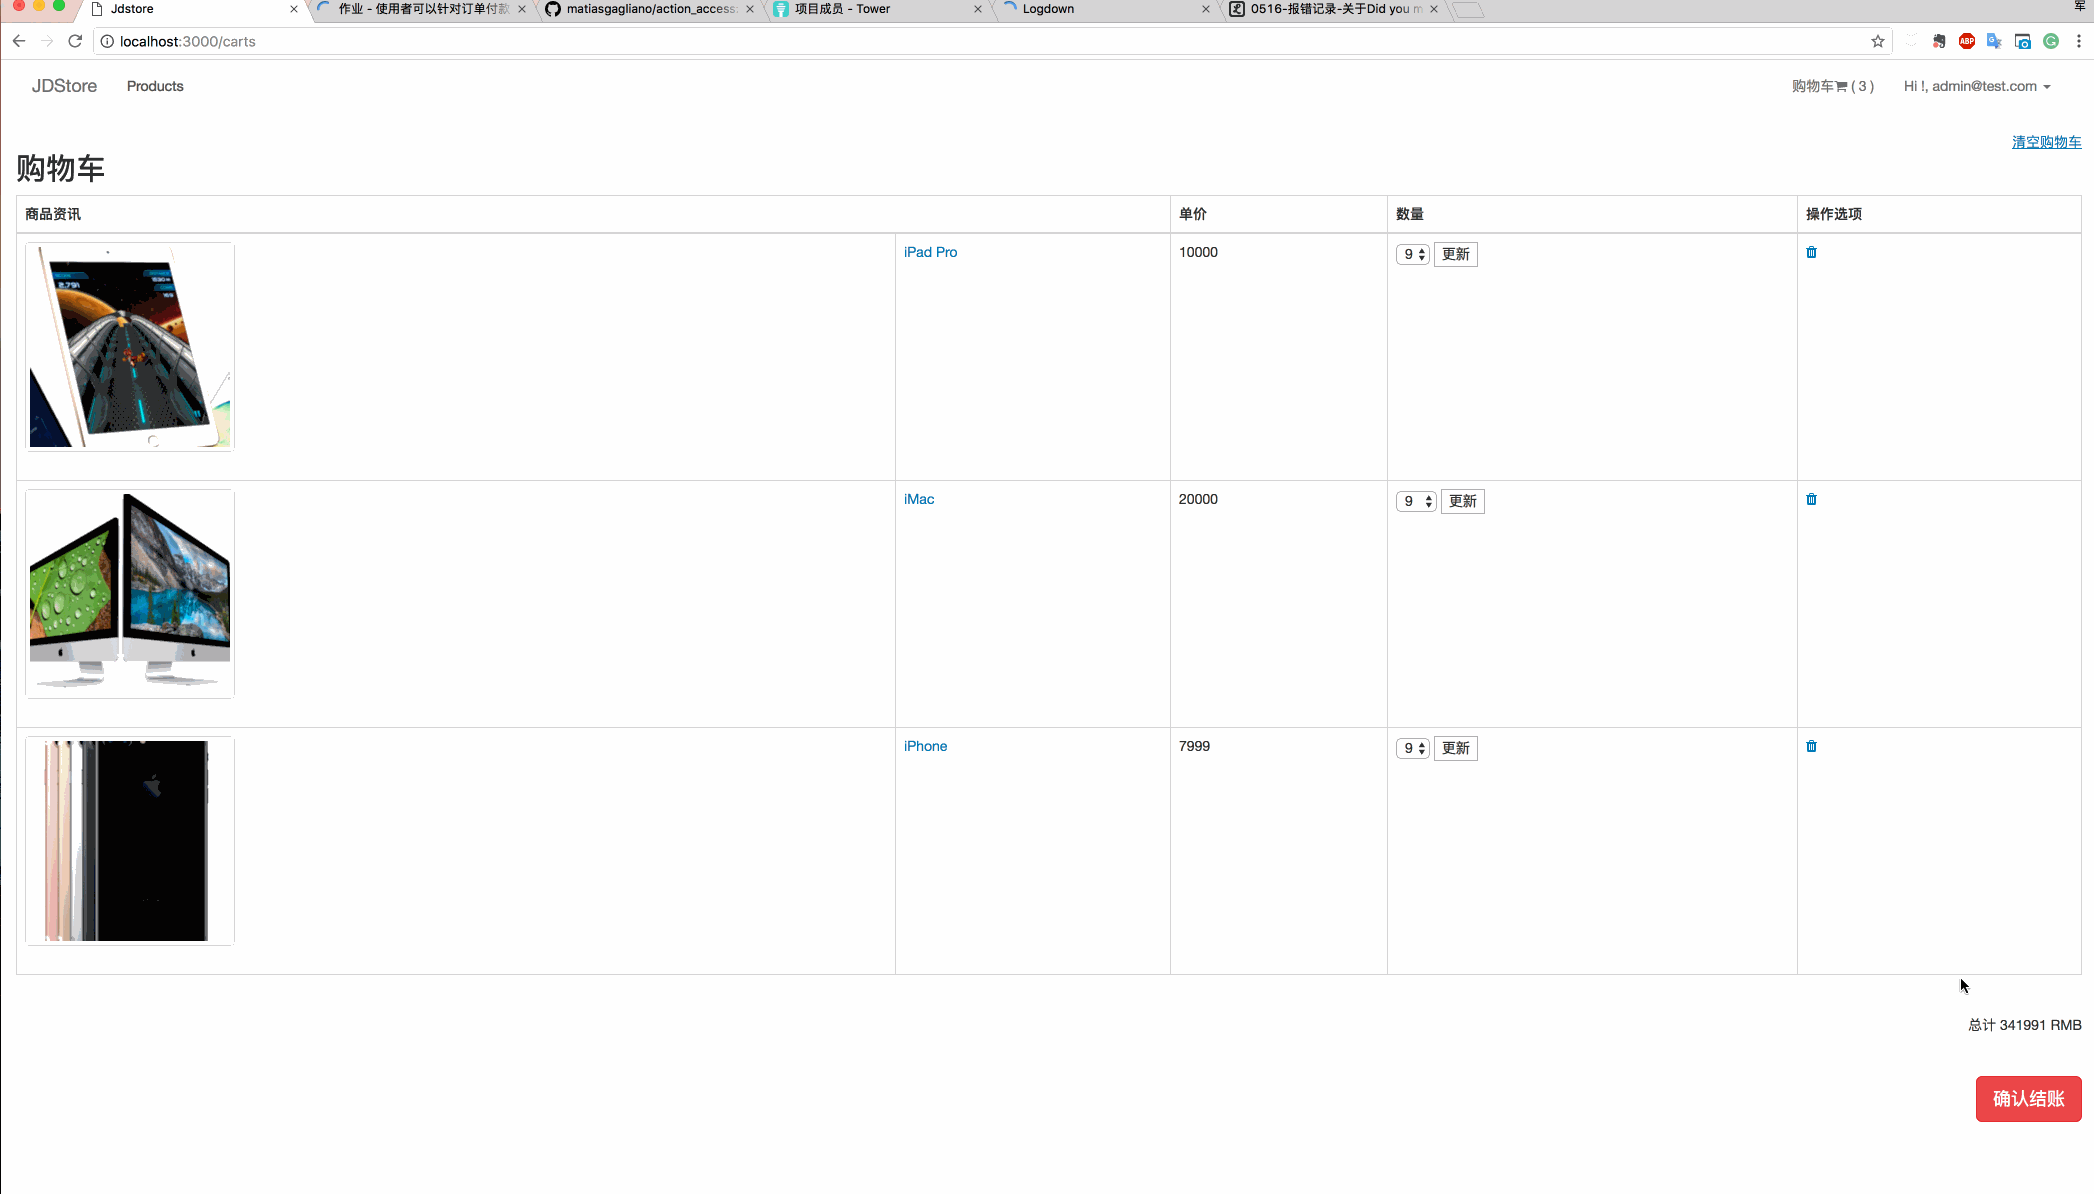 Jdstore
作业 - 使用者可以针对订单付款
matiasgagliano/action_access:
项目成员 - Tower
Logdown
0516-报错记录-关于Did you m
军
localhost:3000/carts
ABP
JDStore
Products
购物车 ( 3 )
Hi !, admin@test.com
清空购物车
购物车
商品资讯
单价
数量
操作选项
iPad Pro
10000
9
更新
2,791
iMac
20000
9
更新
iPhone
7999
9
更新
总计 341991 RMB
确认结账